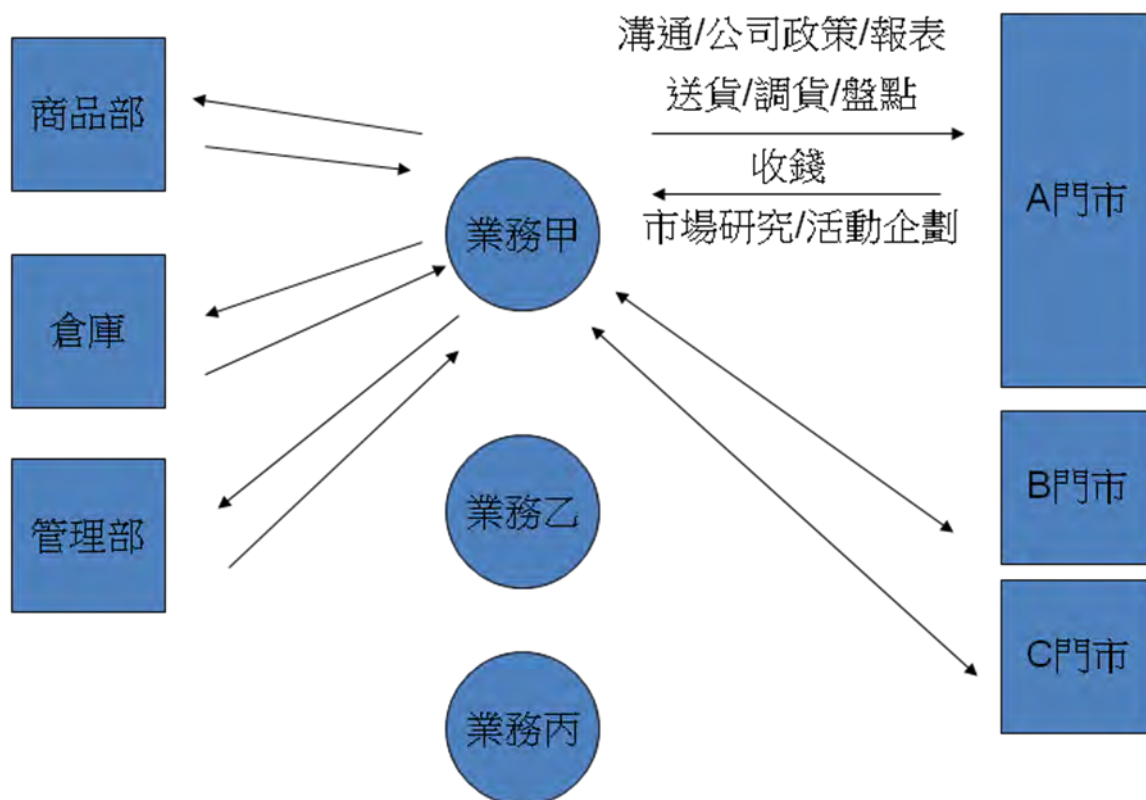 溝通/公司政策/報表
送貨/調貨/盤點
收錢
市場研究/活動企劃
商品部
倉庫
管理部
業務甲
業務乙
業務丙
A門市
B門市
C門市